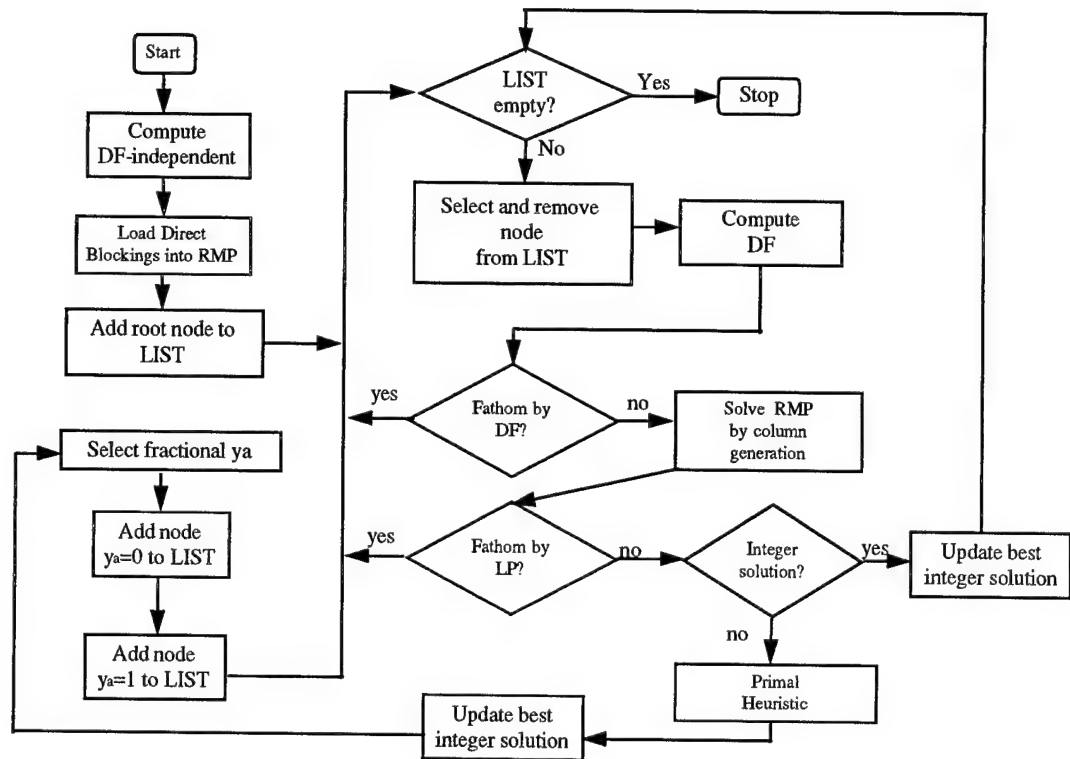 Start
Compute
DF-independent
Load Direct
Blockings into RMP
Add root node to
LIST
LIST
empty?
Yes
Stop
No
Select and remove
node
from LIST
Compute
DF
Fathom by
DF?
yes
no
Solve RMP
by column
generation
Fathom by
LP?
yes
no
Integer
solution?
yes
Update best
integer solution
no
Primal
Heuristic
Update best
integer solution
Select fractional ya
Add node
ya=0 to LIST
Add node
ya=1 to LIST